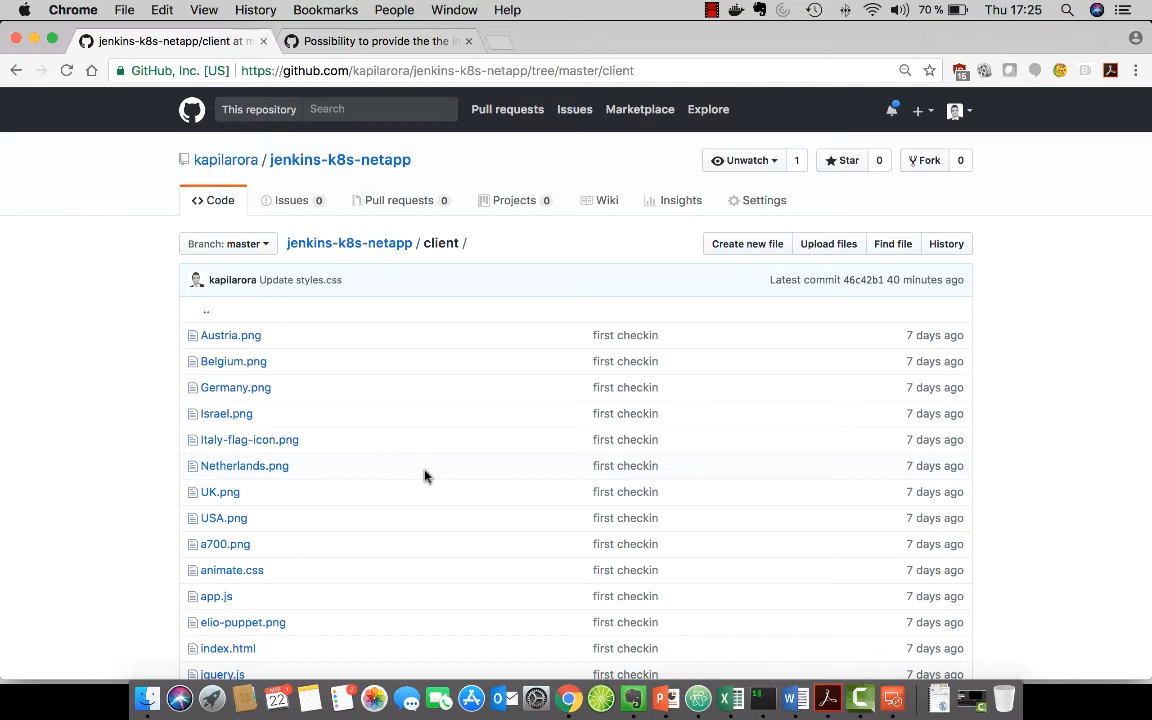 Chrome File Edit View History Bookmarks People Window Help 70 % Thu 17:25
jenkins-k8s-netapp/client at m × Possibility to provide the the in ×
GitHub, Inc. [US] https://github.com/kapilarora/jenkins-k8s-netapp/tree/master/client 15
This repository Search Pull requests Issues Marketplace Explore
kapilarora / jenkins-k8s-netapp Unwatch 1 Star 0 Fork 0
<> Code Issues 0 Pull requests 0 Projects 0 Wiki Insights Settings
Branch: master jenkins-k8s-netapp / client / Create new file Upload files Find file History
kapilarora Update styles.css Latest commit 46c42b1 40 minutes ago
..
Austria.png first checkin 7 days ago
Belgium.png first checkin 7 days ago
Germany.png first checkin 7 days ago
Israel.png first checkin 7 days ago
Italy-flag-icon.png first checkin 7 days ago
Netherlands.png first checkin 7 days ago
UK.png first checkin 7 days ago
USA.png first checkin 7 days ago
a700.png first checkin 7 days ago
animate.css first checkin 7 days ago
app.js first checkin 7 days ago
elio-puppet.png first checkin 7 days ago
index.html first checkin 7 days ago
jquery.js first checkin 7 days ago
22 2